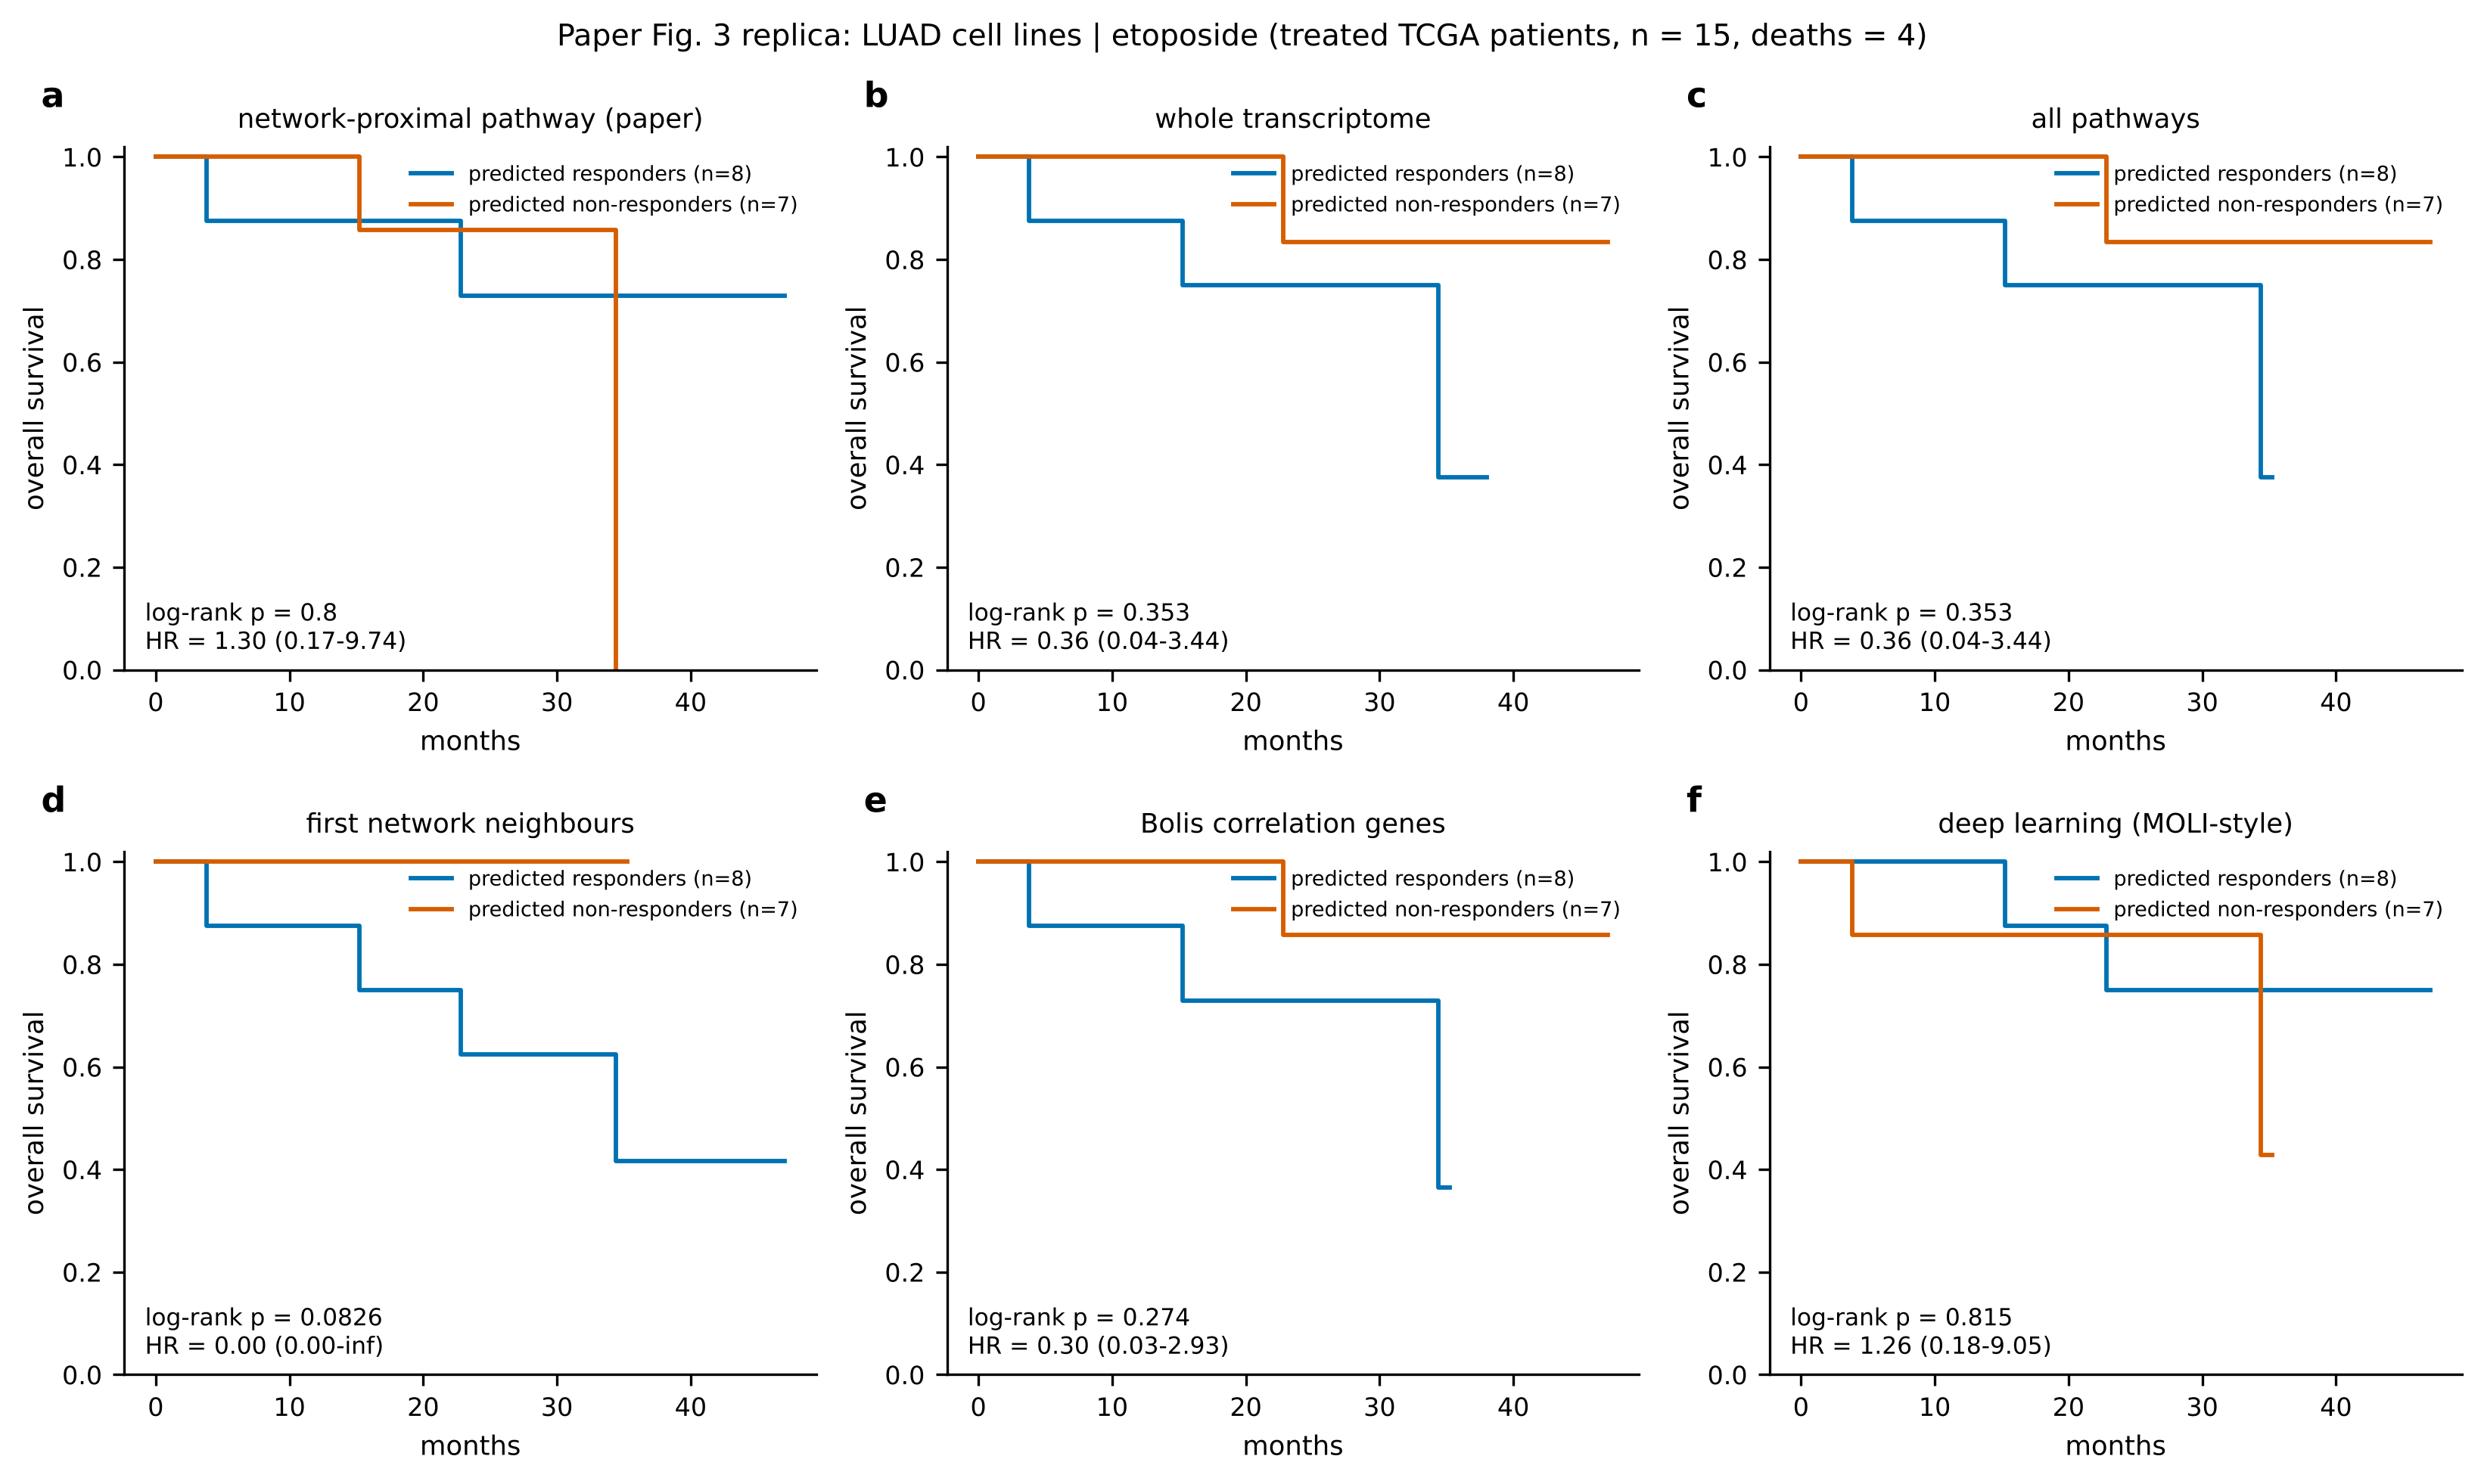 Paper Fig. 3 replica: LUAD cell lines | etoposide (treated TCGA patients, n = 15, deaths = 4)
a
network-proximal pathway (paper)
1.0
0.8
0.6
0.4
0.2
0.0
overall survival
predicted responders (n=8)
predicted non-responders (n=7)
log-rank p = 0.8
HR = 1.30 (0.17-9.74)
0 10 20 30 40
months
b
whole transcriptome
1.0
0.8
0.6
0.4
0.2
0.0
overall survival
predicted responders (n=8)
predicted non-responders (n=7)
log-rank p = 0.353
HR = 0.36 (0.04-3.44)
0 10 20 30 40
months
c
all pathways
1.0
0.8
0.6
0.4
0.2
0.0
overall survival
predicted responders (n=8)
predicted non-responders (n=7)
log-rank p = 0.353
HR = 0.36 (0.04-3.44)
0 10 20 30 40
months
d
first network neighbours
1.0
0.8
0.6
0.4
0.2
0.0
overall survival
predicted responders (n=8)
predicted non-responders (n=7)
log-rank p = 0.0826
HR = 0.00 (0.00-inf)
0 10 20 30 40
months
e
Bolis correlation genes
1.0
0.8
0.6
0.4
0.2
0.0
overall survival
predicted responders (n=8)
predicted non-responders (n=7)
log-rank p = 0.274
HR = 0.30 (0.03-2.93)
0 10 20 30 40
months
f
deep learning (MOLI-style)
1.0
0.8
0.6
0.4
0.2
0.0
overall survival
predicted responders (n=8)
predicted non-responders (n=7)
log-rank p = 0.815
HR = 1.26 (0.18-9.05)
0 10 20 30 40
months